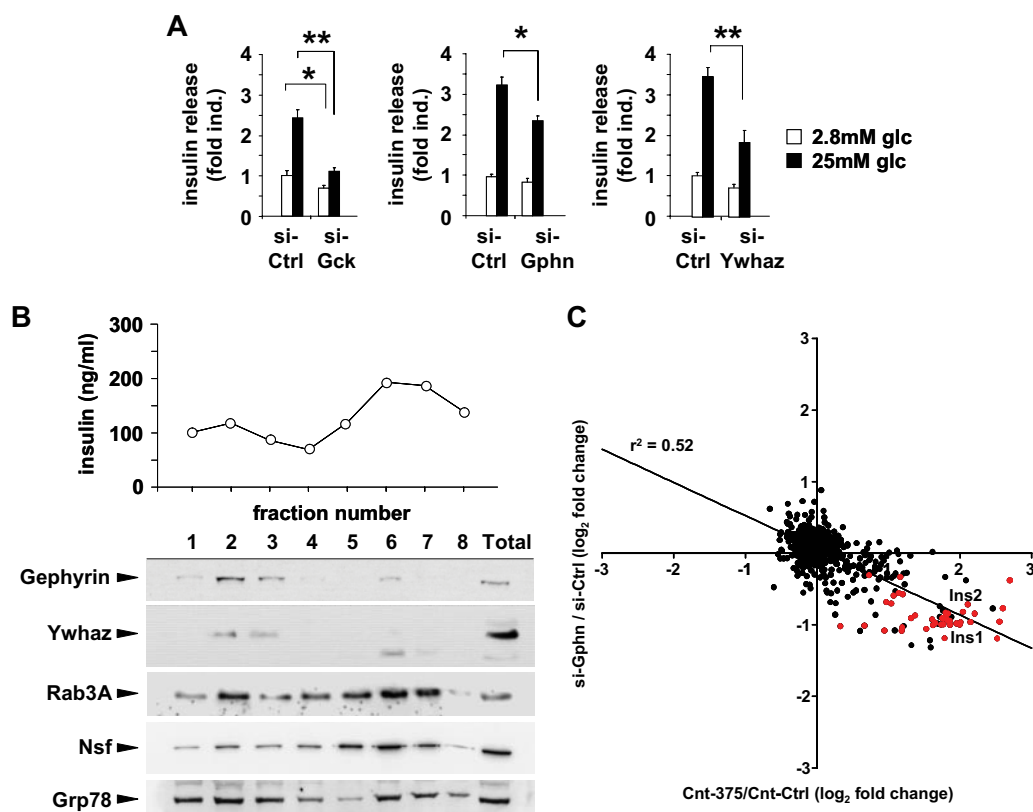 A
insulin release
(fold ind.)
4
3
2
1
0
**
*
si-
Ctrl
si-
Gck
insulin release
(fold ind.)
4
3
2
1
0
*
si-
Ctrl
si-
Gphn
insulin release
(fold ind.)
4
3
2
1
0
**
si-
Ctrl
si-
Ywhaz
2.8mM glc
25mM glc
B
insulin (ng/ml)
300
200
100
0
fraction number
1 2 3 4 5 6 7 8 Total
Gephyrin
Ywhaz
Rab3A
Nsf
Grp78
C
si-Gphn / si-Ctrl (log2 fold change)
3
2
1
0
-1
-2
-3
-3 -2 -1 0 1 2 3
r² = 0.52
Ins2
Ins1
Cnt-375/Cnt-Ctrl (log2 fold change)